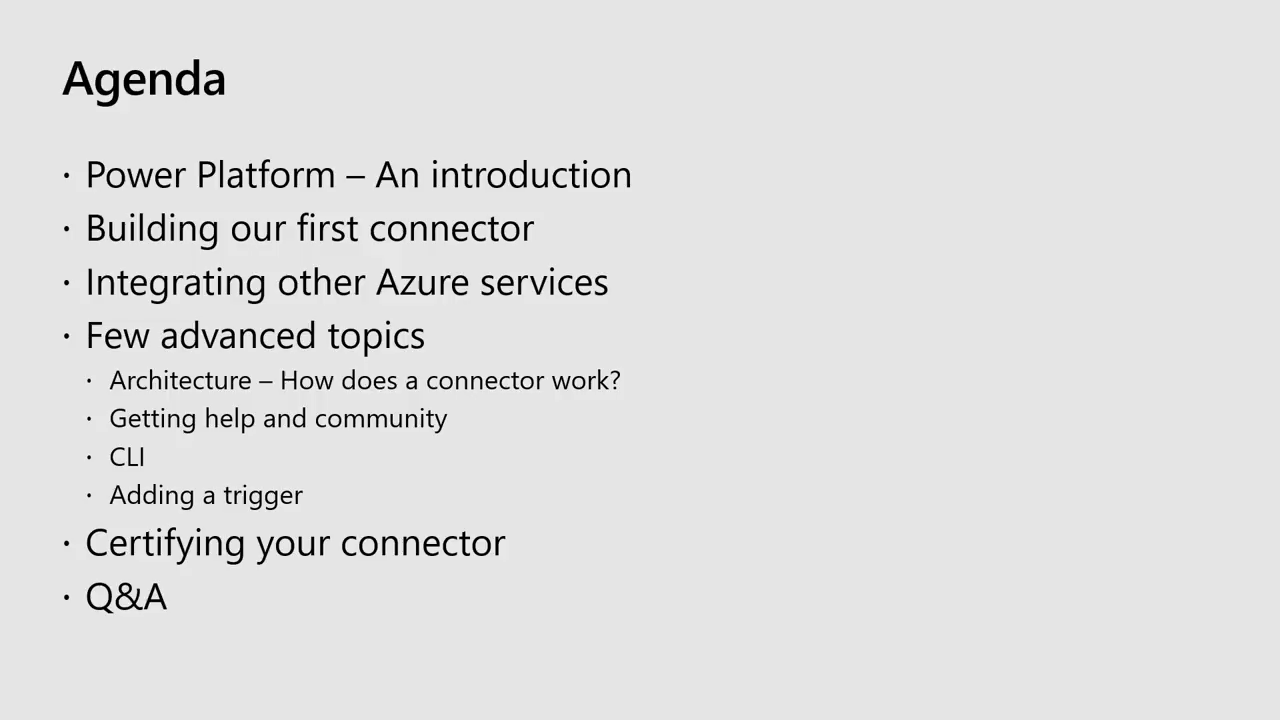 Agenda
· Power Platform – An introduction
· Building our first connector
· Integrating other Azure services
· Few advanced topics
· Architecture – How does a connector work?
· Getting help and community
· CLI
· Adding a trigger
· Certifying your connector
· Q&A